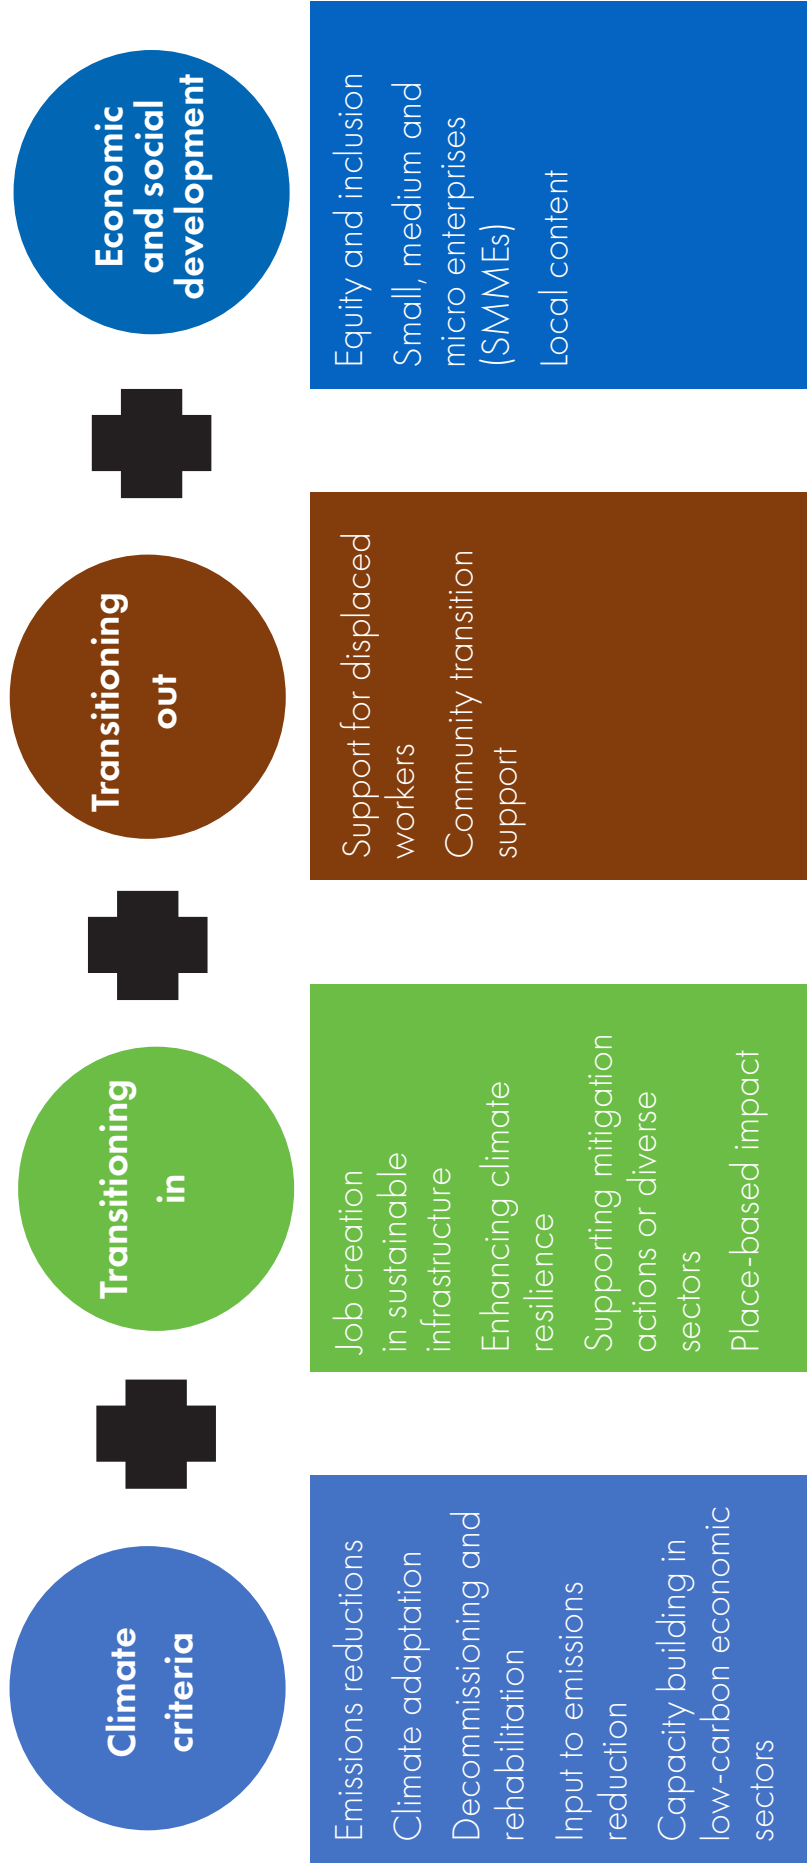 Climate
criteria
Transitioning
in
Transitioning
out
Economic
and social
development
Emissions reductions
Climate adaptation
Decommissioning and
rehabilitation
Input to emissions
reduction
Capacity building in
low-carbon economic
sectors
Job creation
in sustainable
infrastructure
Enhancing climate
resilience
Supporting mitigation
actions or diverse
sectors
Place-based impact
Support for displaced
workers
Community transition
support
Equity and inclusion
Small, medium and
micro enterprises
(SMMEs)
Local content